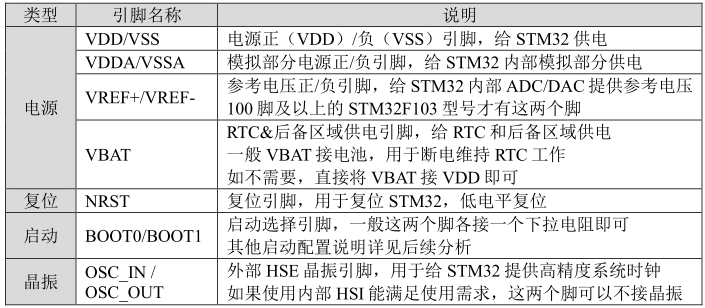 类型 引脚名称 说明
电源 VDD/VSS 电源正（VDD）/负（VSS）引脚，给 STM32 供电
VDDA/VSSA 模拟部分电源正/负引脚，给 STM32 内部模拟部分供电
VREF+/VREF- 参考电压正/负引脚，给 STM32 内部 ADC/DAC 提供参考电压
100 脚及以上的 STM32F103 型号才有这两个脚
VBAT RTC&后备区域供电引脚，给 RTC 和后备区域供电
一般 VBAT 接电池，用于断电维持 RTC 工作
如不需要，直接将 VBAT 接 VDD 即可
复位 NRST 复位引脚，用于复位 STM32，低电平复位
启动 BOOT0/BOOT1 启动选择引脚，一般这两个脚各接一个下拉电阻即可
其他启动配置说明详见后续分析
晶振 OSC_IN / 外部 HSE 晶振引脚，用于给 STM32 提供高精度系统时钟
OSC_OUT 如果使用内部 HSI 能满足使用需求，这两个脚可以不接晶振